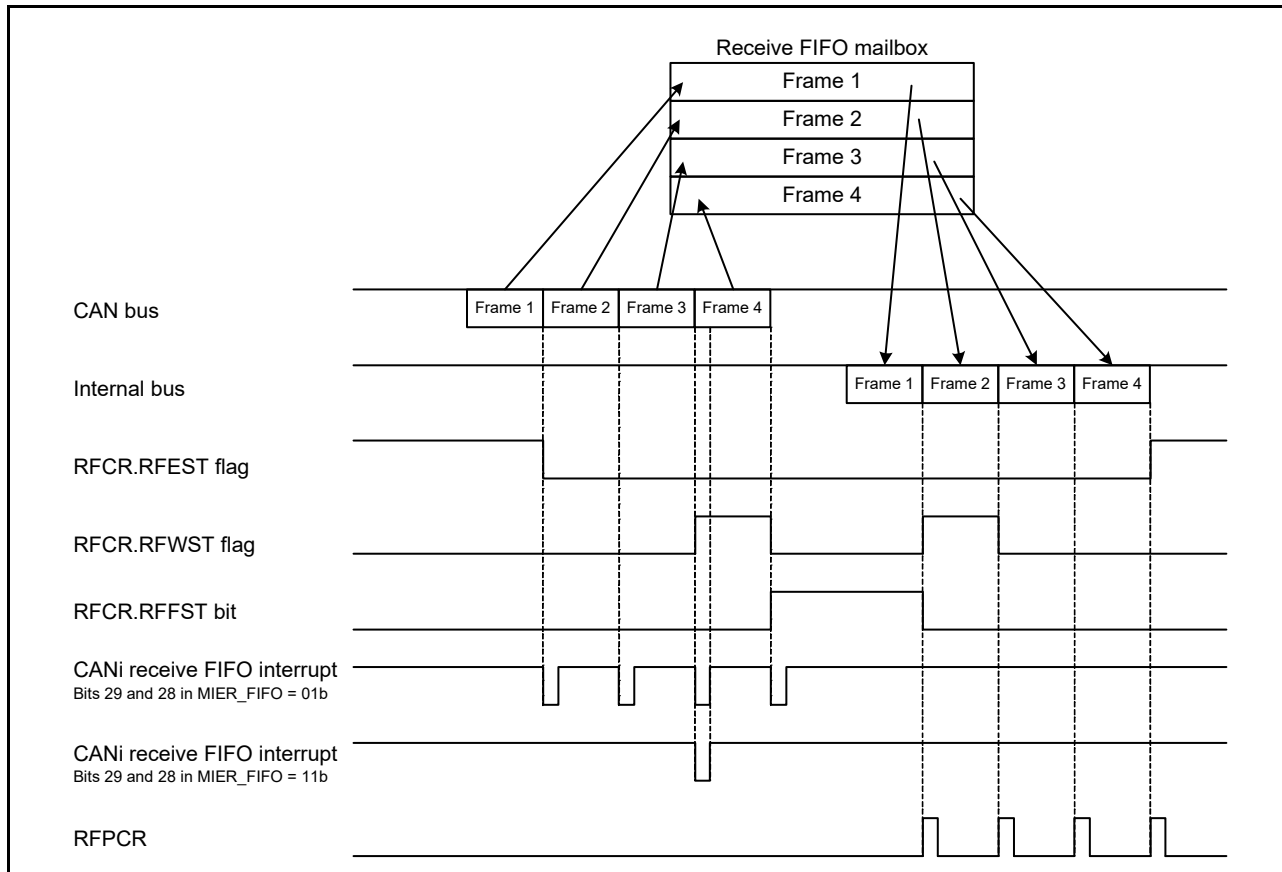 Receive FIFO mailbox
Frame 1
Frame 2
Frame 3
Frame 4
CAN bus
Frame 1 Frame 2 Frame 3 Frame 4
Internal bus
Frame 1 Frame 2 Frame 3 Frame 4
RFCR.RFEST flag
RFCR.RFWST flag
RFCR.RFFST bit
CANi receive FIFO interrupt
Bits 29 and 28 in MIER_FIFO = 01b
CANi receive FIFO interrupt
Bits 29 and 28 in MIER_FIFO = 11b
RFPCR